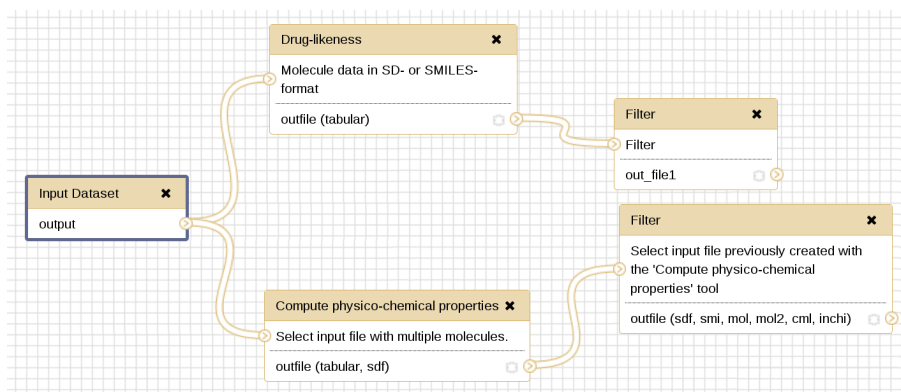 Drug-likeness
Molecule data in SD- or SMILES-
format
outfile (tabular)
Filter
Filter
out_file1
Input Dataset
output
Filter
Select input file previously created with
the 'Compute physico-chemical
properties' tool
outfile (sdf, smi, mol, mol2, cml, inchi)
Compute physico-chemical properties
Select input file with multiple molecules.
outfile (tabular, sdf)